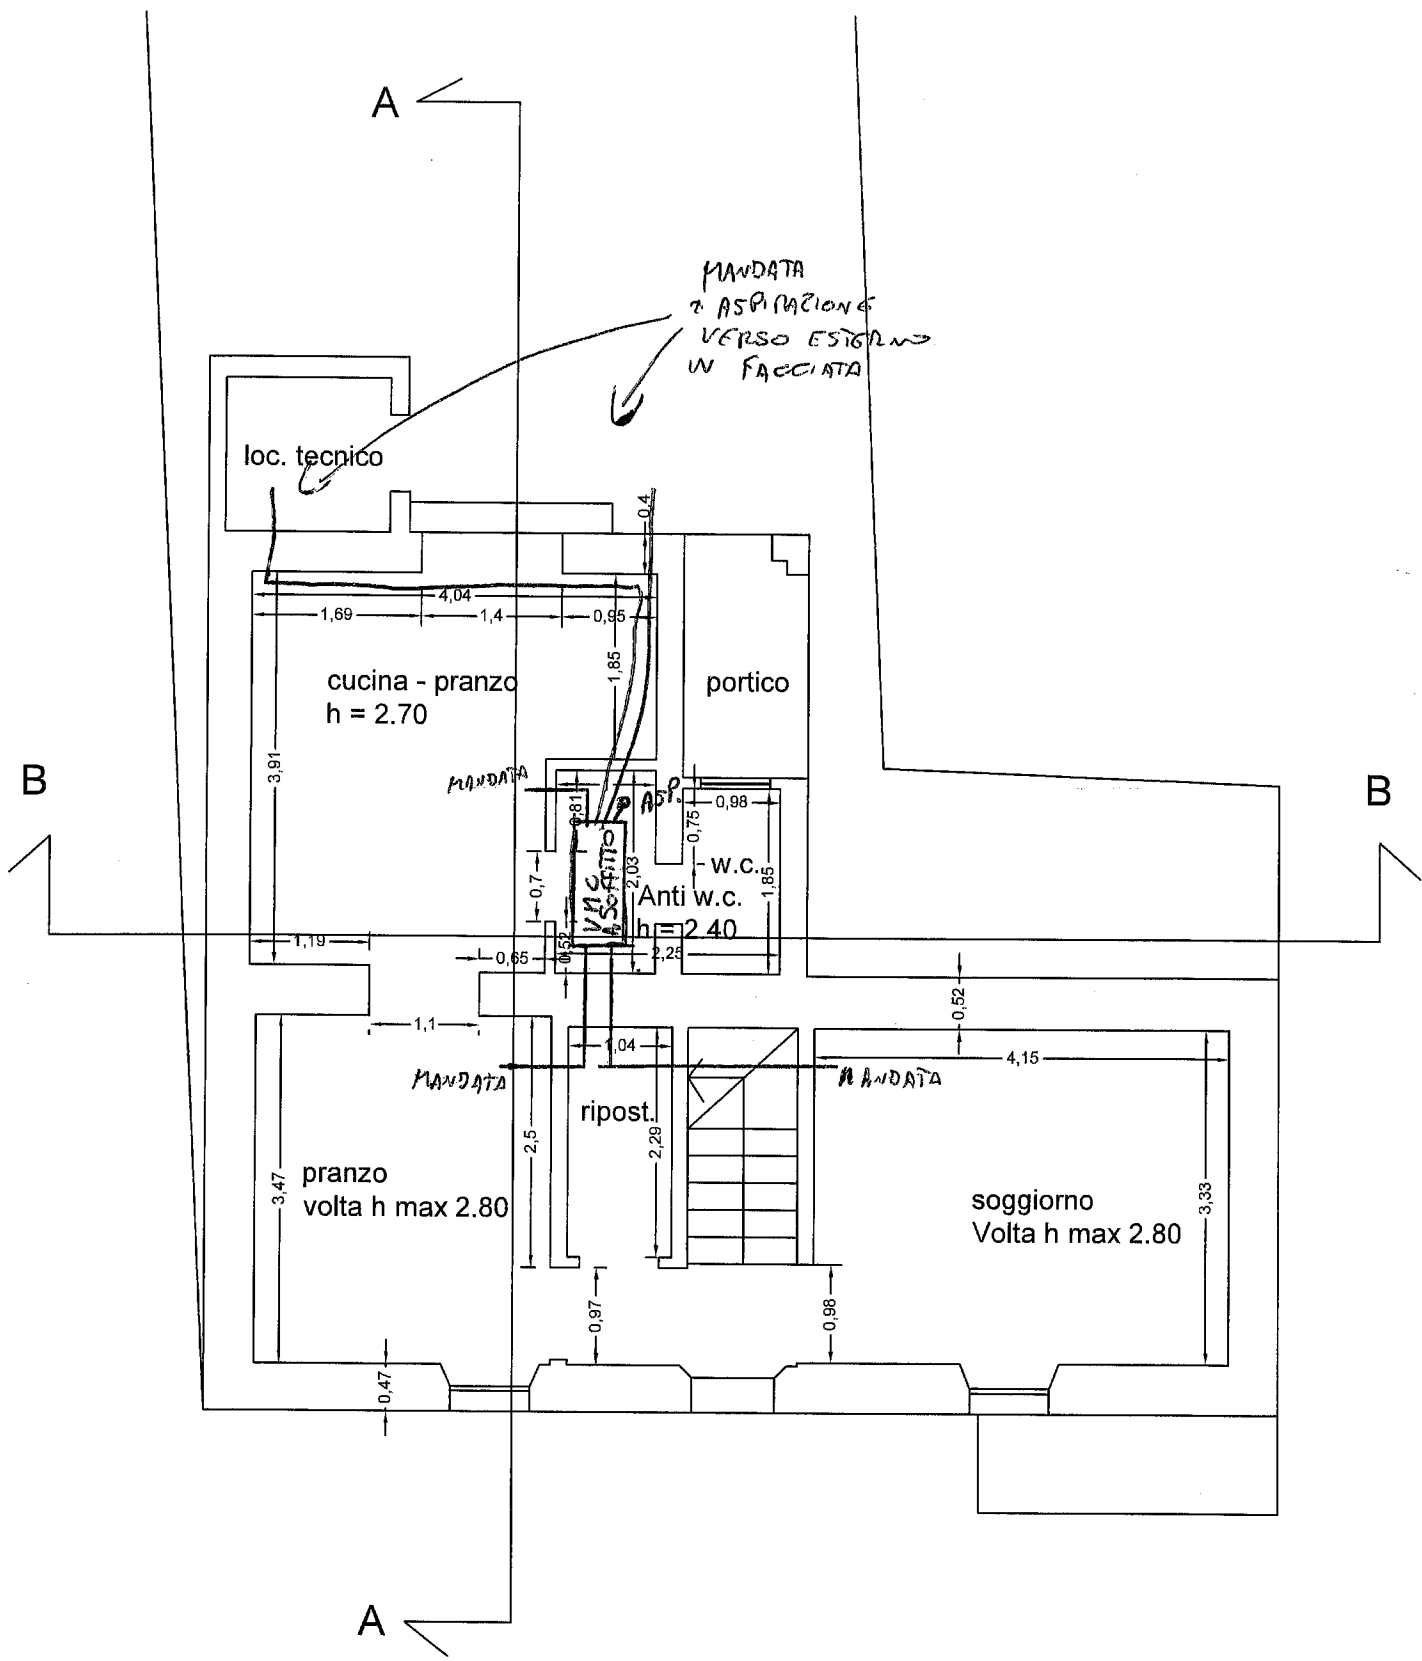 A
MANDATA
ASPIRAZIONE
VERSO ESTERNO
IN FACCIATA
loc. tecnico
0,4
4,04
1,69
1,4
0,95
1,85
cucina - pranzo
h = 2.70
portico
3,91
MANDATA
0,81
ASP.
0,98
0,75
B
B
VMC
A SOFFITTO
2,03
- w.c.
0,7
Anti w.c.
h = 2.40
1,85
1,19
0,65
0,52
2,25
0,52
1,1
1,04
4,15
MANDATA
MANDATA
ripost.
2,5
2,29
3,47
pranzo
volta h max 2.80
soggiorno
Volta h max 2.80
3,33
0,97
0,98
0,47
A